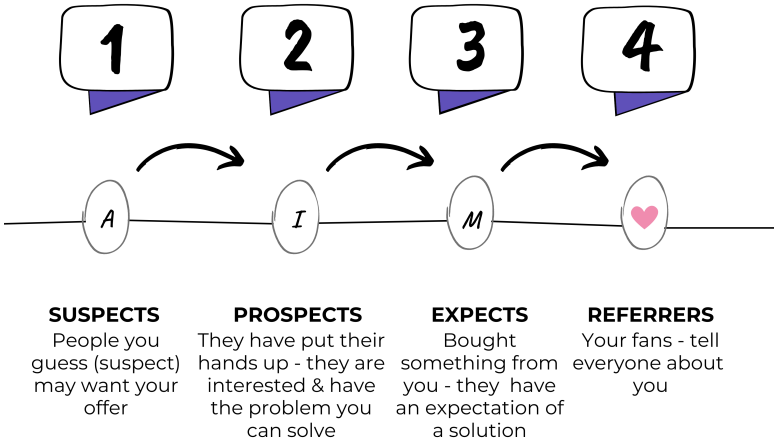 1
2
3
4
A
I
M
SUSPECTS
People you
guess (suspect)
may want your
offer
PROSPECTS
They have put their
hands up - they are
interested & have
the problem you
can solve
EXPECTS
Bought
something from
you - they have
an expectation of
a solution
REFERRERS
Your fans - tell
everyone about
you